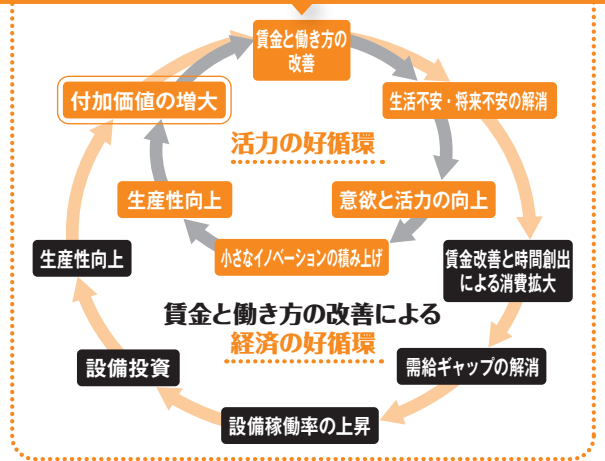 賃金と働き方の
改善
付加価値の増大
生活不安・将来不安の解消
活力の好循環
生産性向上
意欲と活力の向上
小さなイノベーションの積み上げ
生産性向上
賃金改善と時間創出
による消費拡大
賃金と働き方の改善による
経済の好循環
設備投資
需給ギャップの解消
設備稼働率の上昇